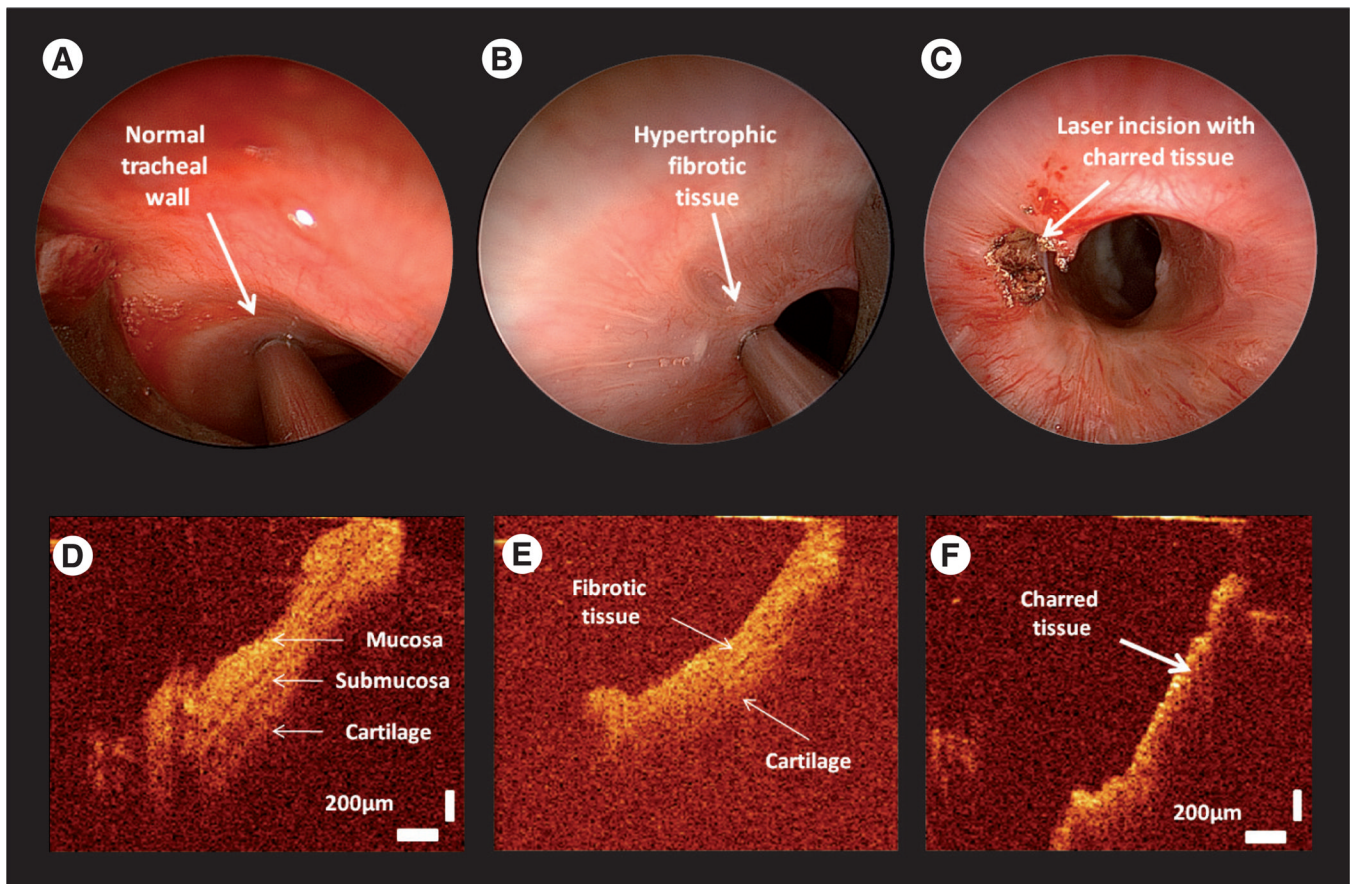 A
Normal
tracheal
wall
B
Hypertrophic
fibrotic
tissue
C
Laser incision with
charred tissue
D
Mucosa
Submucosa
Cartilage
200μm
E
Fibrotic
tissue
Cartilage
F
Charred
tissue
200μm